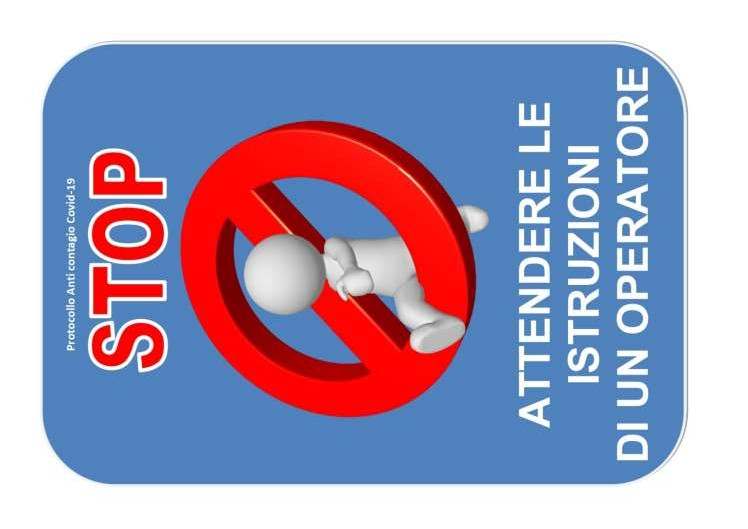 Protocollo Anti contagio Covid-19
STOP
ATTENDERE LE
ISTRUZIONI
DI UN OPERATORE